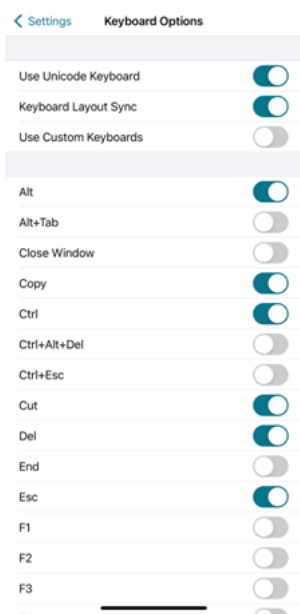 Settings Keyboard Options
Use Unicode Keyboard
Keyboard Layout Sync
Use Custom Keyboards
Alt
Alt+Tab
Close Window
Copy
Ctrl
Ctrl+Alt+Del
Ctrl+Esc
Cut
Del
End
Esc
F1
F2
F3